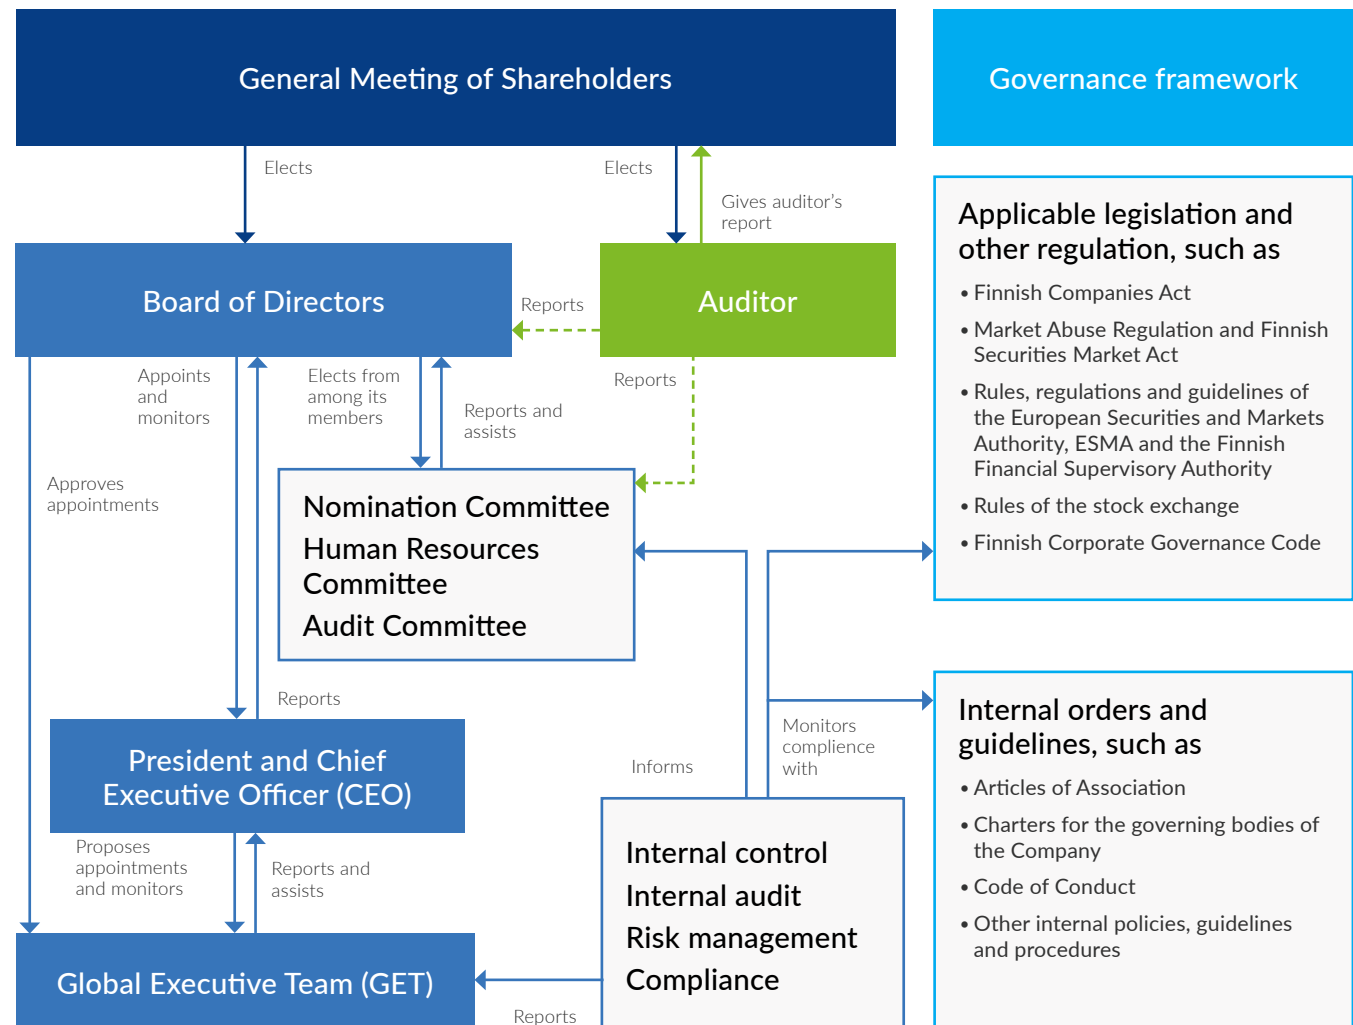 General Meeting of Shareholders
Governance framework
Elects
Elects
Gives auditor's
report
Board of Directors
Reports
Auditor
Appoints
and
monitors
Elects from
among its
members
Reports and
assists
Reports
Approves
appointments
Nomination Committee
Human Resources
Committee
Audit Committee
Reports
President and Chief
Executive Officer (CEO)
Proposes
appointments
and monitors
Reports and
assists
Global Executive Team (GET)
Informs
Monitors
complience
with
Internal control
Internal audit
Risk management
Compliance
Reports
Applicable legislation and
other regulation, such as
• Finnish Companies Act
• Market Abuse Regulation and Finnish
Securities Market Act
• Rules, regulations and guidelines of
the European Securities and Markets
Authority, ESMA and the Finnish
Financial Supervisory Authority
• Rules of the stock exchange
• Finnish Corporate Governance Code
Internal orders and
guidelines, such as
• Articles of Association
• Charters for the governing bodies of
the Company
• Code of Conduct
• Other internal policies, guidelines
and procedures